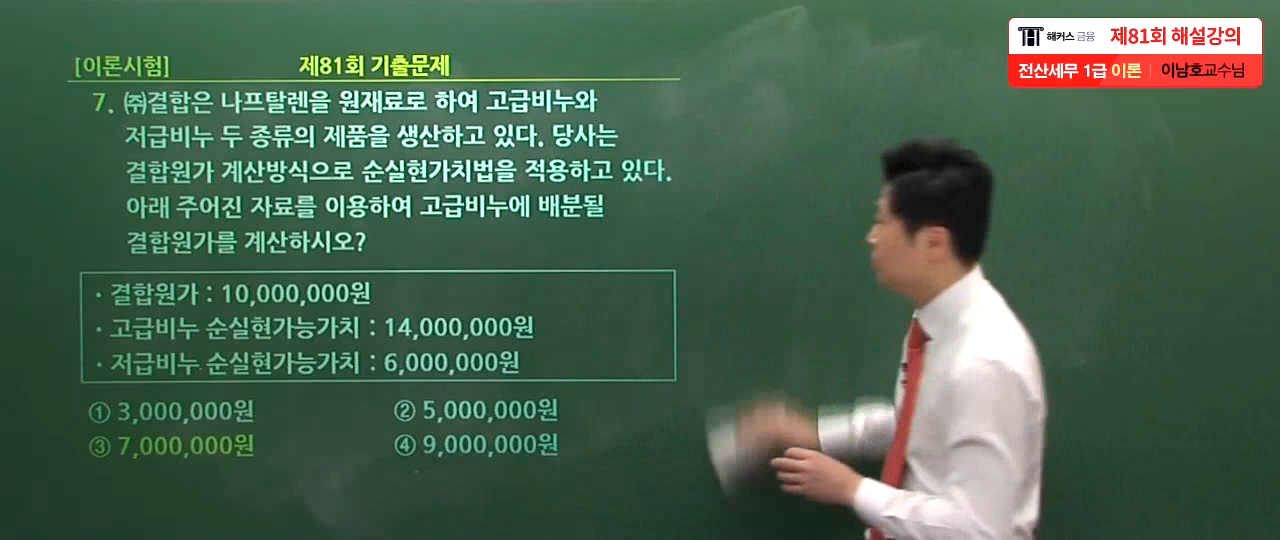 해커스 금융 제81회 해설강의
전산세무 1급 이론 | 이남호교수님
[이론시험] 제81회 기출문제
7. ㈜결합은 나프탈렌을 원재료로 하여 고급비누와
저급비누 두 종류의 제품을 생산하고 있다. 당사는
결합원가 계산방식으로 순실현가치법을 적용하고 있다.
아래 주어진 자료를 이용하여 고급비누에 배분될
결합원가를 계산하시오?
· 결합원가 : 10,000,000원
· 고급비누 순실현가능가치 : 14,000,000원
· 저급비누 순실현가능가치 : 6,000,000원
① 3,000,000원 ② 5,000,000원
③ 7,000,000원 ④ 9,000,000원